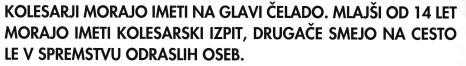 KOLESARJI MORAJO IMETI NA GLAVI ČELADO. MLAJŠI OD 14 LET
MORAJO IMETI KOLESARSKI IZPIT, DRUGAČE SMEJO NA CESTO
LE V SPREMSTVU ODRASLIH OSEB.